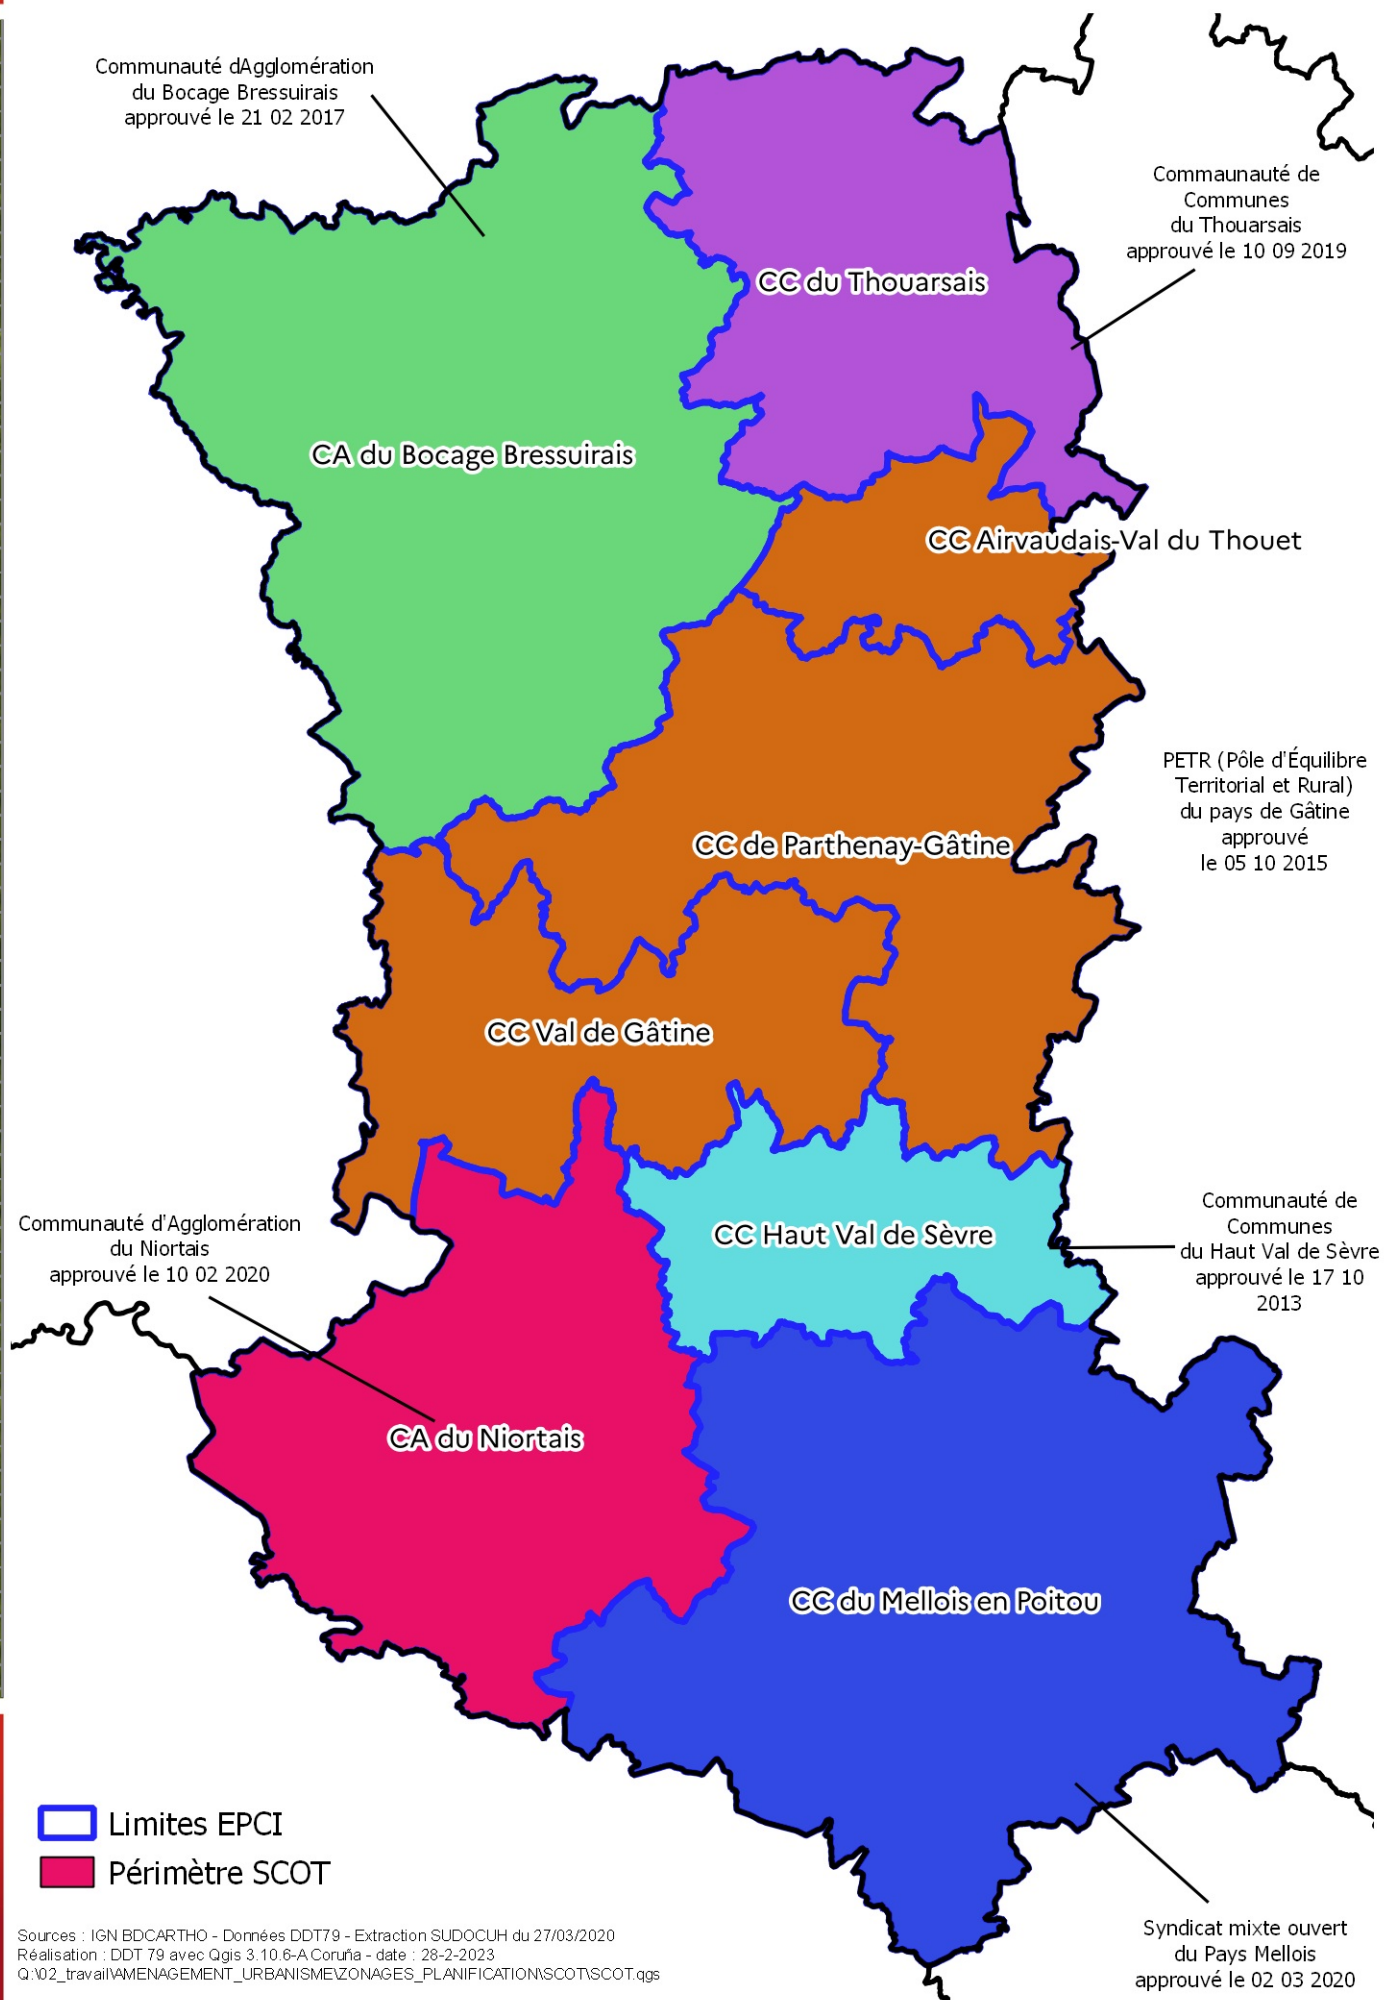 Communauté dAgglomération
du Bocage Bressuirais
approuvé le 21 02 2017
Commaunauté de
Communes
du Thouarsais
approuvé le 10 09 2019
CC du Thouarsais
CA du Bocage Bressuirais
CC Airvaudais-Val du Thouet
PETR (Pôle d'Équilibre
Territorial et Rural)
du pays de Gâtine
approuvé
le 05 10 2015
CC de Parthenay-Gâtine
CC Val de Gâtine
Communauté d'Agglomération
du Niortais
approuvé le 10 02 2020
CC Haut Val de Sèvre
Communauté de
Communes
du Haut Val de Sèvre
approuvé le 17 10
2013
CA du Niortais
CC du Mellois en Poitou
Limites EPCI
Périmètre SCOT
Syndicat mixte ouvert
du Pays Mellois
approuvé le 02 03 2020
Sources : IGN BDCARTHO - Données DDT79 - Extraction SUDOCUH du 27/03/2020
Réalisation : DDT 79 avec Qgis 3.10.6-A Coruña - date : 28-2-2023
Q:\02_travail\AMENAGEMENT_URBANISME\ZONAGES_PLANIFICATION\SCOT\SCOT.qgs